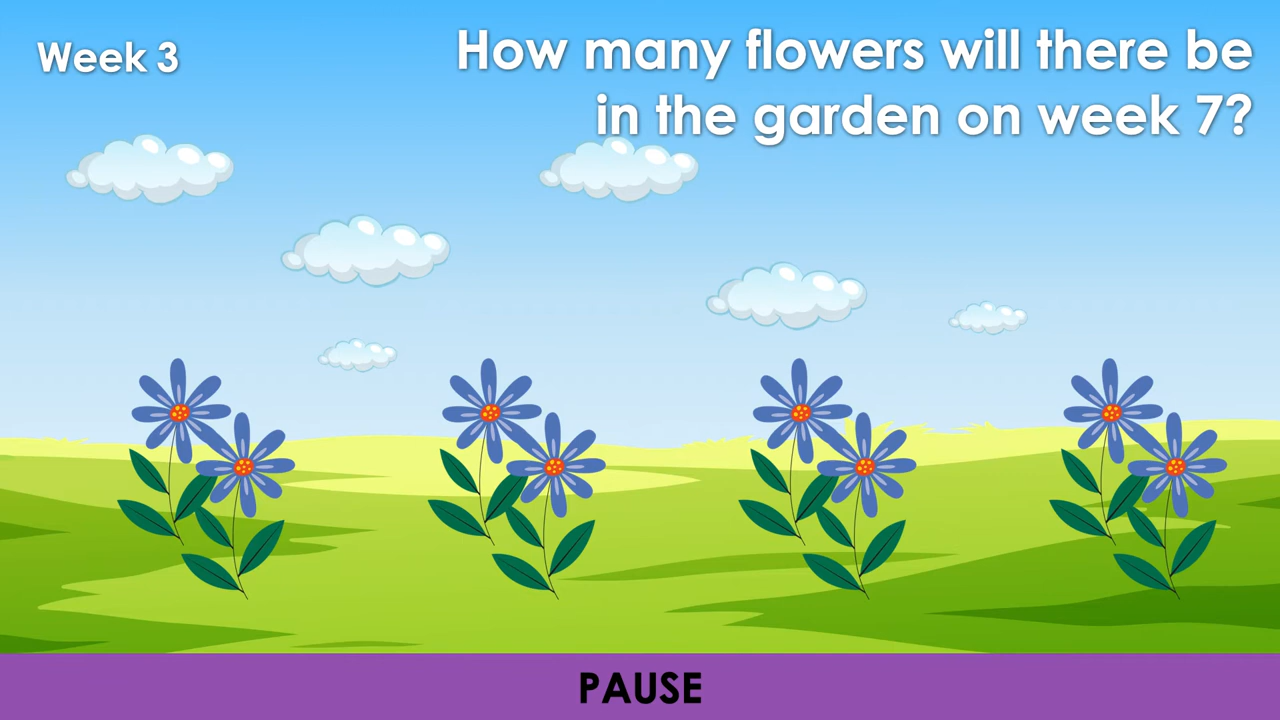 Week 3
How many flowers will there be
in the garden on week 7?
PAUSE